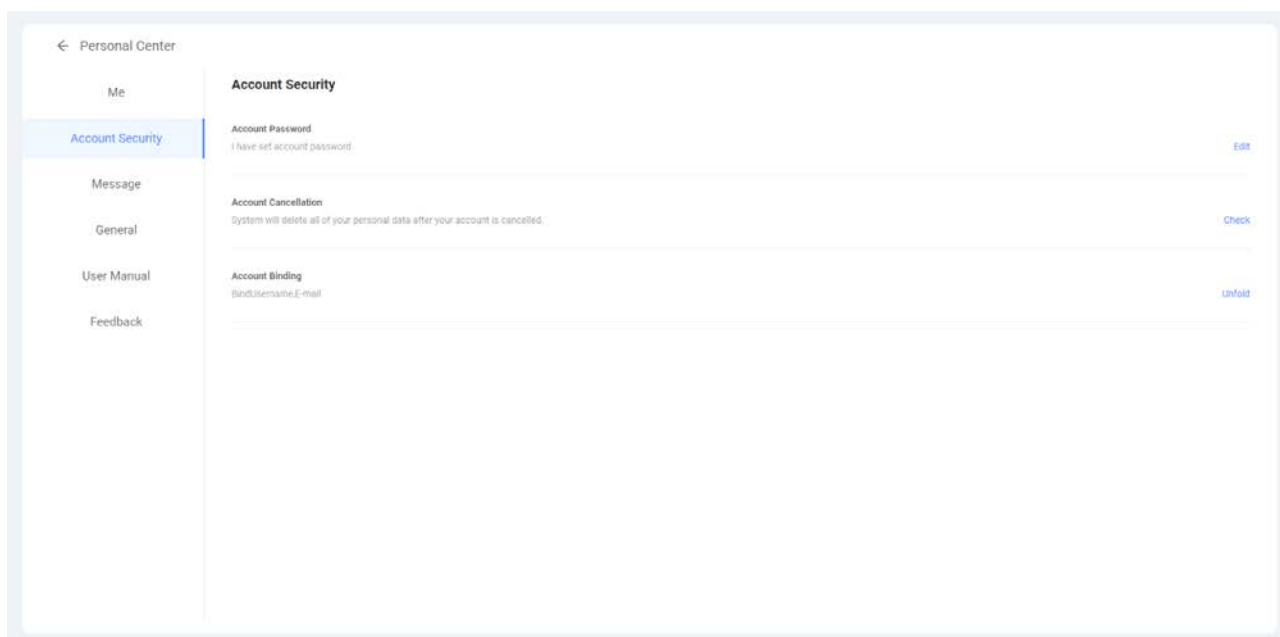 ← Personal Center
Me
Account Security
Message
General
User Manual
Feedback
Account Security
Account Password
I have set account password
Edit
Account Cancellation
System will delete all of your personal data after your account is cancelled.
Check
Account Binding
BindUsername,E-mail
Unfold